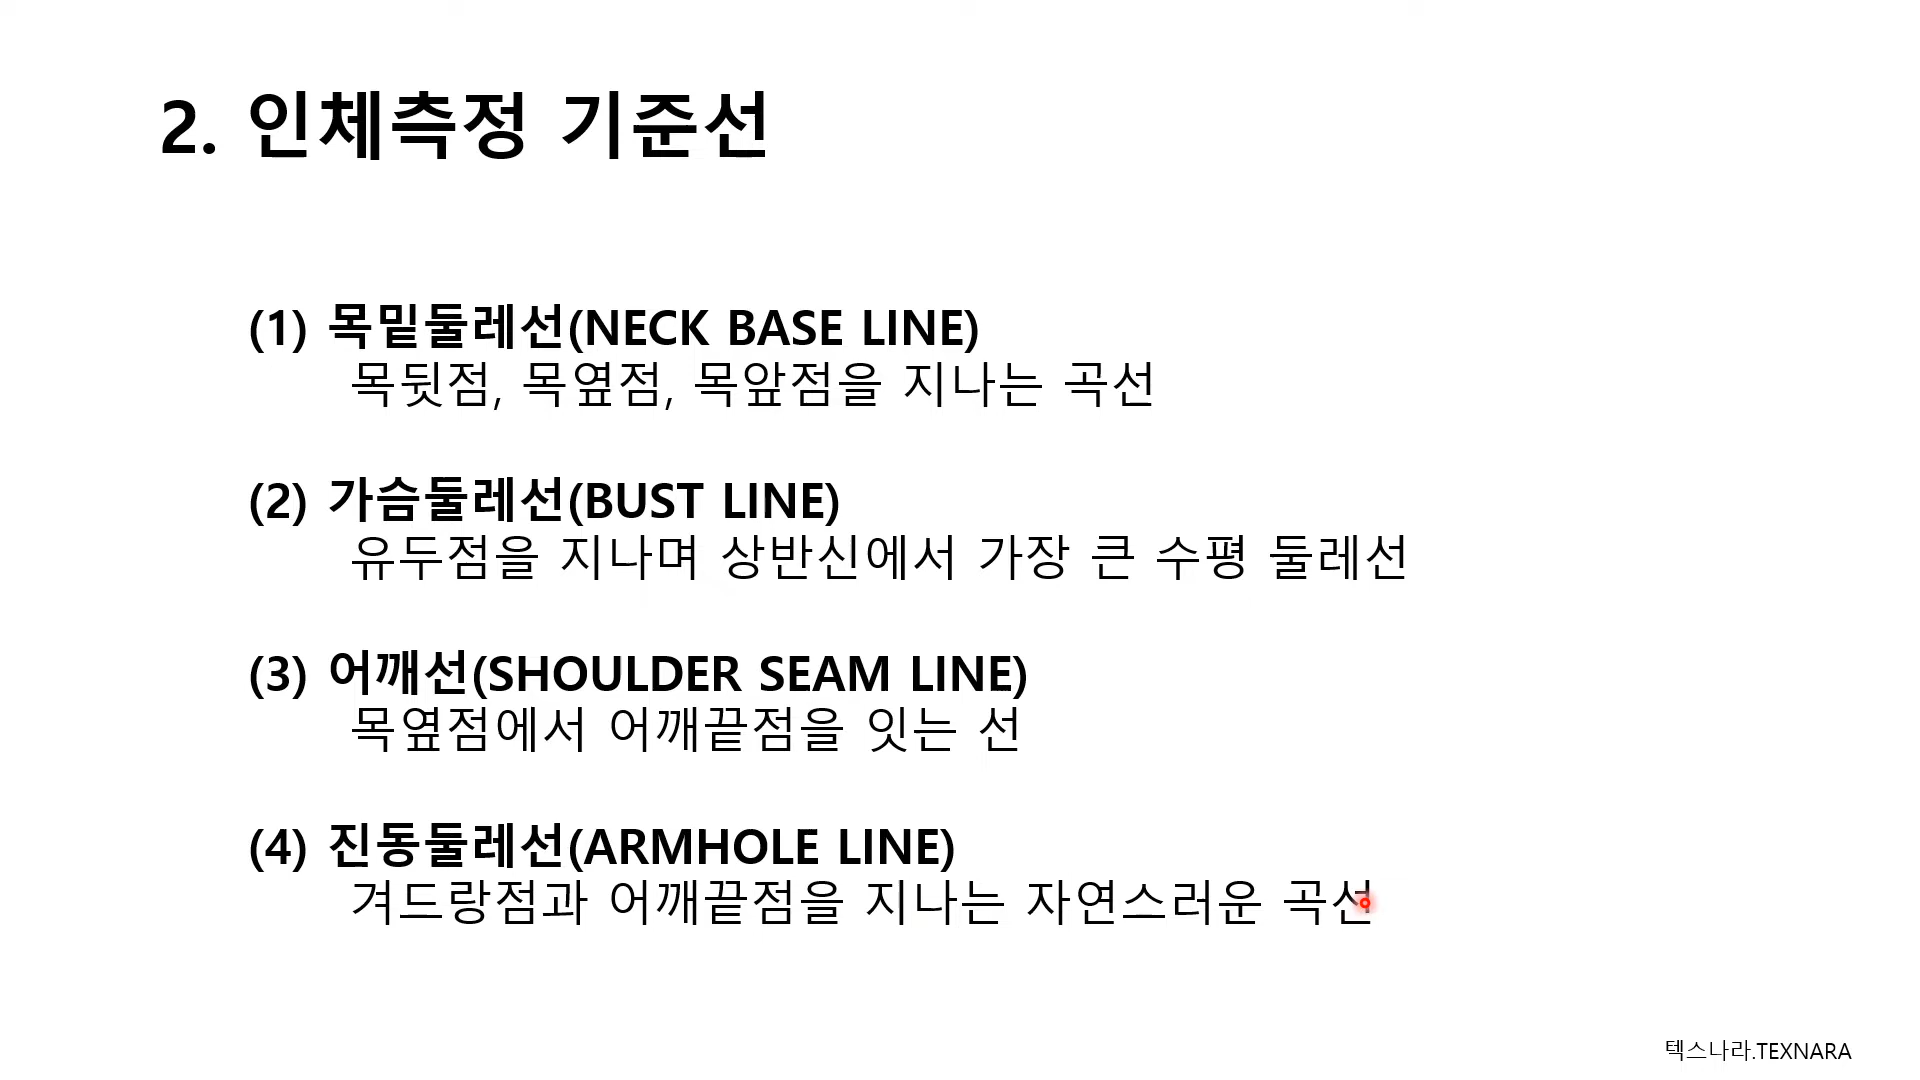 2. 인체측정 기준선
(1) 목밑둘레선(NECK BASE LINE)
목뒷점, 목옆점, 목앞점을 지나는 곡선
(2) 가슴둘레선(BUST LINE)
유두점을 지나며 상반신에서 가장 큰 수평 둘레선
(3) 어깨선(SHOULDER SEAM LINE)
목옆점에서 어깨끝점을 잇는 선
(4) 진동둘레선(ARMHOLE LINE)
겨드랑점과 어깨끝점을 지나는 자연스러운 곡선
텍스나라.TEXNARA